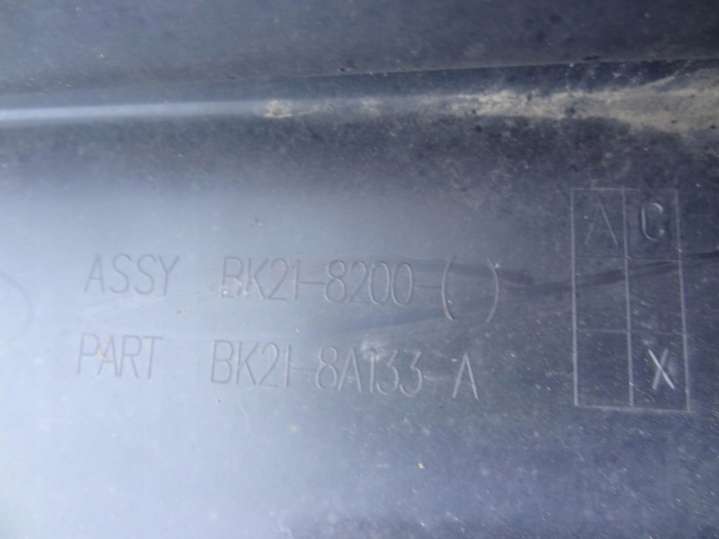 A C
ASSY BK21-8200-( )
PART BK21-8A133-A
X